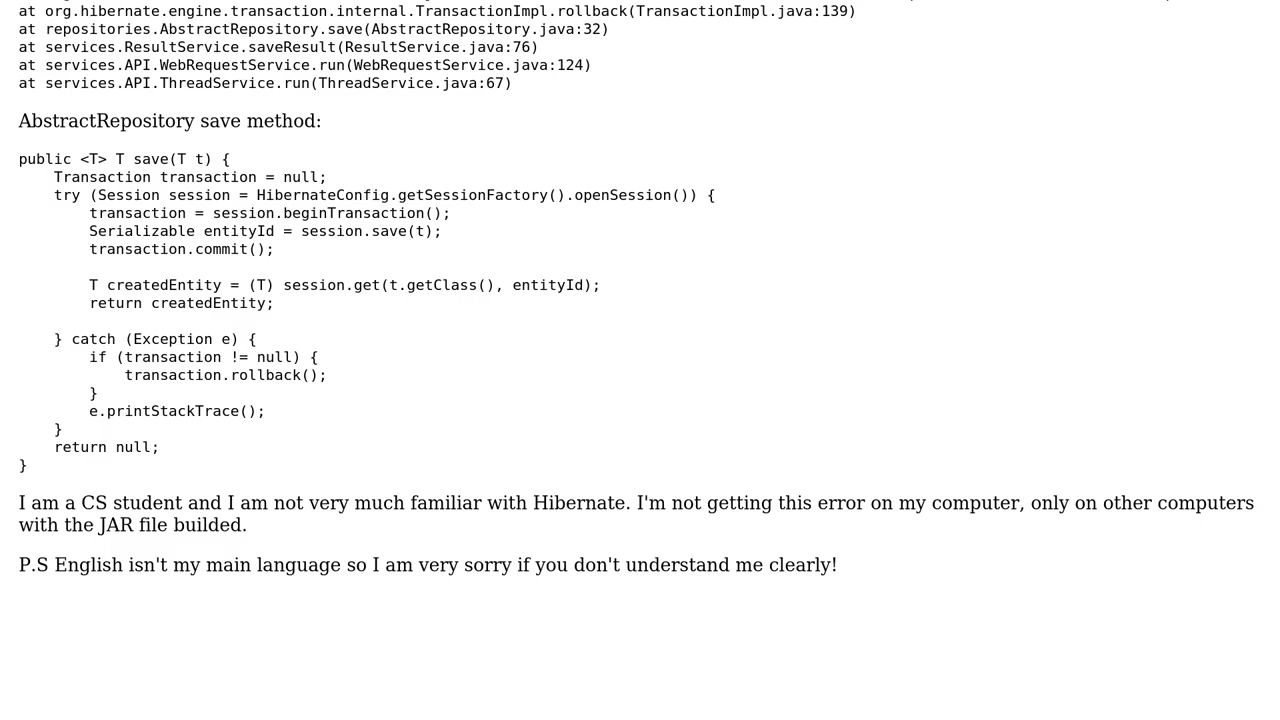 at org.hibernate.engine.transaction.internal.TransactionImpl.rollback(TransactionImpl.java:139)
at repositories.AbstractRepository.save(AbstractRepository.java:32)
at services.ResultService.saveResult(ResultService.java:76)
at services.API.WebRequestService.run(WebRequestService.java:124)
at services.API.ThreadService.run(ThreadService.java:67)
AbstractRepository save method:
public <T> T save(T t) {
    Transaction transaction = null;
    try (Session session = HibernateConfig.getSessionFactory().openSession()) {
        transaction = session.beginTransaction();
        Serializable entityId = session.save(t);
        transaction.commit();

        T createdEntity = (T) session.get(t.getClass(), entityId);
        return createdEntity;

    } catch (Exception e) {
        if (transaction != null) {
            transaction.rollback();
        }
        e.printStackTrace();
    }
    return null;
}
I am a CS student and I am not very much familiar with Hibernate. I'm not getting this error on my computer, only on other computers
with the JAR file builded.
P.S English isn't my main language so I am very sorry if you don't understand me clearly!